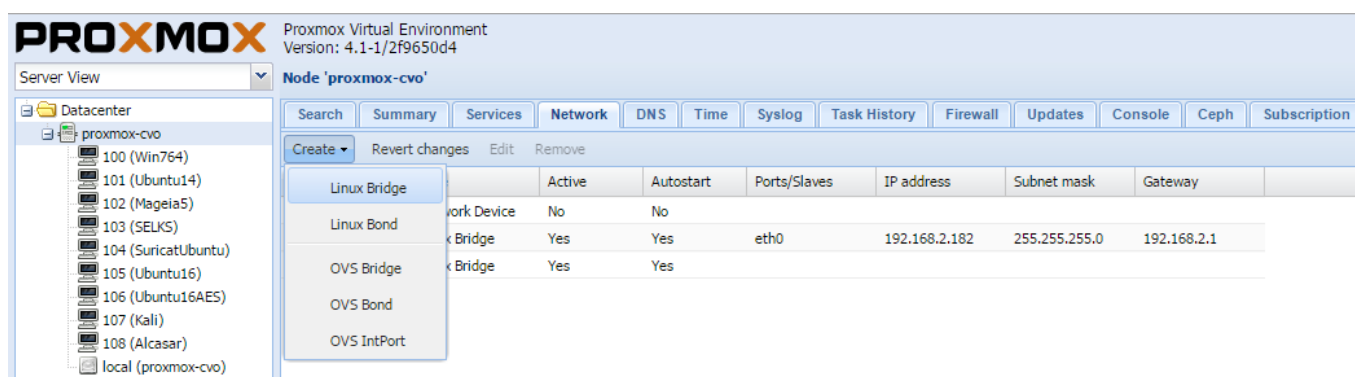 PROXMOX
Proxmox Virtual Environment
Version: 4.1-1/2f9650d4
Server View
Node 'proxmox-cvo'
Datacenter
proxmox-cvo
100 (Win764)
101 (Ubuntu14)
102 (Mageia5)
103 (SELKS)
104 (SuricatUbuntu)
105 (Ubuntu16)
106 (Ubuntu16AES)
107 (Kali)
108 (Alcasar)
local (proxmox-cvo)
Search Summary Services Network DNS Time Syslog Task History Firewall Updates Console Ceph Subscription
Create Revert changes Edit Remove
Linux Bridge
Linux Bond
OVS Bridge
OVS Bond
OVS IntPort
Active Autostart Ports/Slaves IP address Subnet mask Gateway
Device No No
Bridge Yes Yes eth0 192.168.2.182 255.255.255.0 192.168.2.1
Bridge Yes Yes